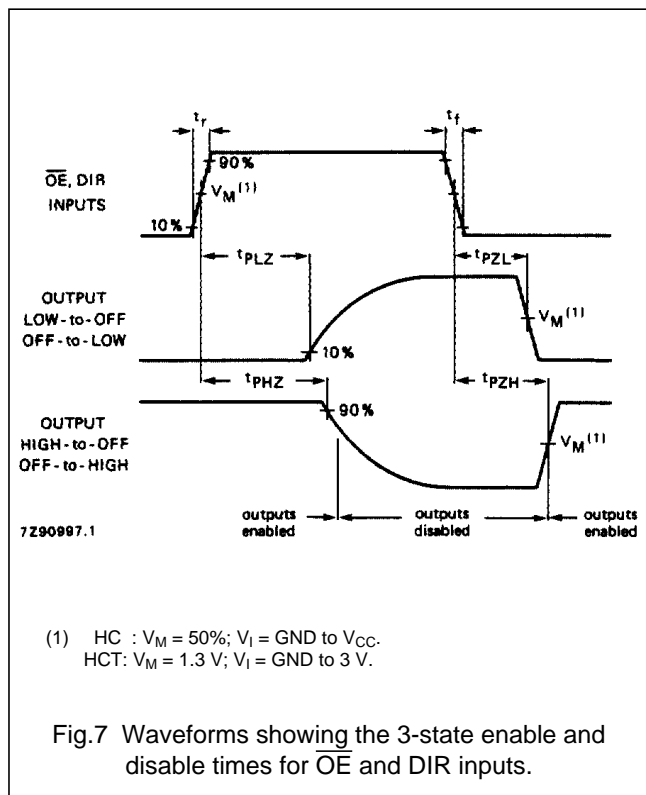 tr
tf
OE, DIR
INPUTS
90%
VM(1)
10%
tPLZ
tPZL
OUTPUT
LOW-to-OFF
OFF-to-LOW
VM(1)
10%
tPHZ
tPZH
OUTPUT
HIGH-to-OFF
OFF-to-HIGH
90%
VM(1)
outputs
enabled
outputs
disabled
outputs
enabled
7Z90997.1
(1) HC : VM = 50%; VI = GND to VCC.
HCT: VM = 1.3 V; VI = GND to 3 V.
Fig.7 Waveforms showing the 3-state enable and
disable times for OE and DIR inputs.